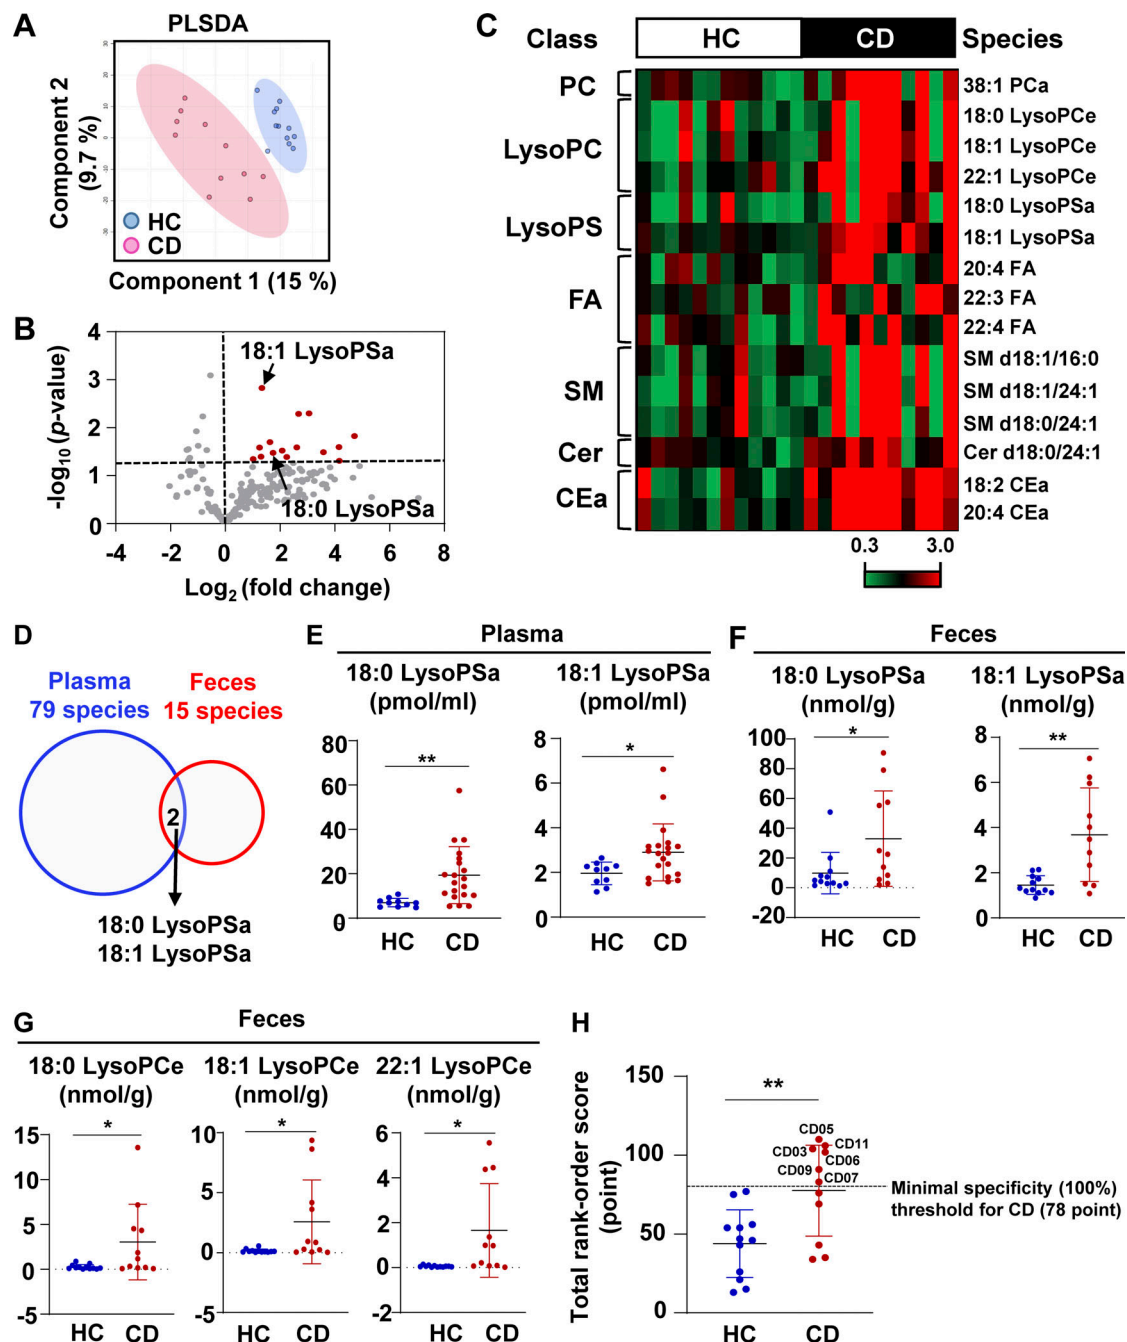 A
PLSDA
Component 2
(9.7 %)
HC
CD
Component 1 (15 %)
B
4
3
2
1
0
-4
-2
0
2
4
6
8
18:1 LysoPSa
18:0 LysoPSa
-log10 (p-value)
Log2 (fold change)
C
Class
HC
CD
Species
PC
LysoPC
LysoPS
FA
SM
Cer
CEa
38:1 PCa
18:0 LysoPCe
18:1 LysoPCe
22:1 LysoPCe
18:0 LysoPSa
18:1 LysoPSa
20:4 FA
22:3 FA
22:4 FA
SM d18:1/16:0
SM d18:1/24:1
SM d18:0/24:1
Cer d18:0/24:1
18:2 CEa
20:4 CEa
0.3
3.0
D
Plasma
79 species
Feces
15 species
2
18:0 LysoPSa
18:1 LysoPSa
E
Plasma
18:0 LysoPSa
(pmol/ml)
80
60
40
20
0
**
HC
CD
18:1 LysoPSa
(pmol/ml)
8
6
4
2
0
*
HC
CD
F
Feces
18:0 LysoPSa
(nmol/g)
100
80
60
40
20
0
-20
*
HC
CD
18:1 LysoPSa
(nmol/g)
8
6
4
2
0
**
HC
CD
G
Feces
18:0 LysoPCe
(nmol/g)
15
10
5
0
-5
*
HC
CD
18:1 LysoPCe
(nmol/g)
10
5
0
-5
*
HC
CD
22:1 LysoPCe
(nmol/g)
6
4
2
0
-2
*
HC
CD
H
Total rank-order score
(point)
150
100
50
0
**
CD05
CD11
CD03
CD06
CD09
CD07
HC
CD
Minimal specificity (100%)
threshold for CD (78 point)